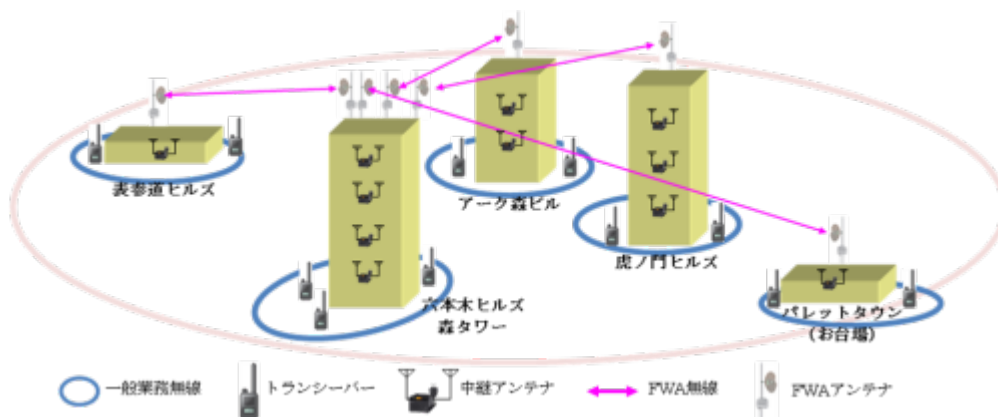 表参道ヒルズ
アーク森ビル
虎ノ門ヒルズ
六本木ヒルズ
森タワー
パレットタウン
(お台場)
一般業務無線
トランシーバー
中継アンテナ
FWA無線
FWAアンテナ